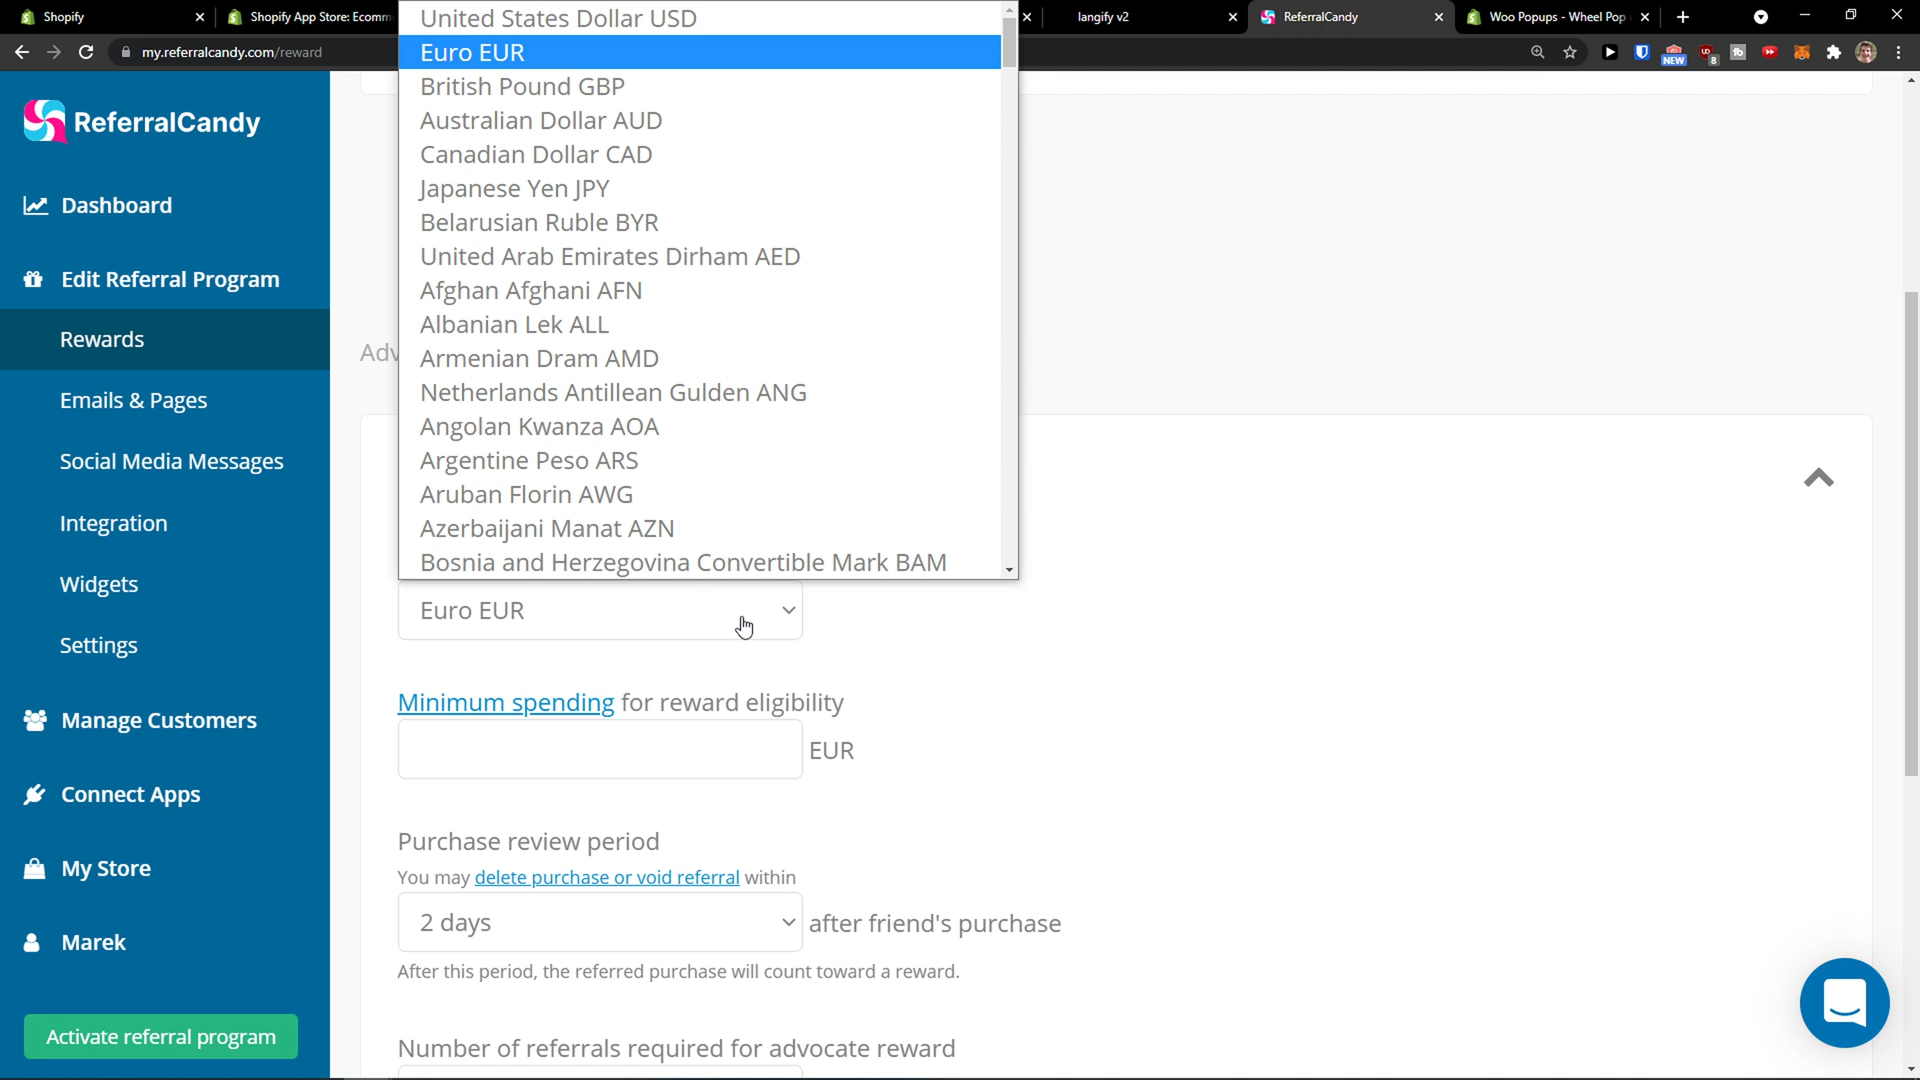 Shopify
Shopify App Store: Ecomm
langify v2
ReferralCandy
Woo Popups - Wheel Pop
my.referralcandy.com/reward
NEW
8
ReferralCandy
Dashboard
Edit Referral Program
Rewards
Emails & Pages
Social Media Messages
Integration
Widgets
Settings
Manage Customers
Connect Apps
My Store
Marek
Activate referral program
United States Dollar USD
Euro EUR
British Pound GBP
Australian Dollar AUD
Canadian Dollar CAD
Japanese Yen JPY
Belarusian Ruble BYR
United Arab Emirates Dirham AED
Afghan Afghani AFN
Albanian Lek ALL
Armenian Dram AMD
Netherlands Antillean Gulden ANG
Angolan Kwanza AOA
Argentine Peso ARS
Aruban Florin AWG
Azerbaijani Manat AZN
Bosnia and Herzegovina Convertible Mark BAM
Adv
Euro EUR
Minimum spending for reward eligibility
EUR
Purchase review period
You may delete purchase or void referral within
2 days after friend's purchase
After this period, the referred purchase will count toward a reward.
Number of referrals required for advocate reward